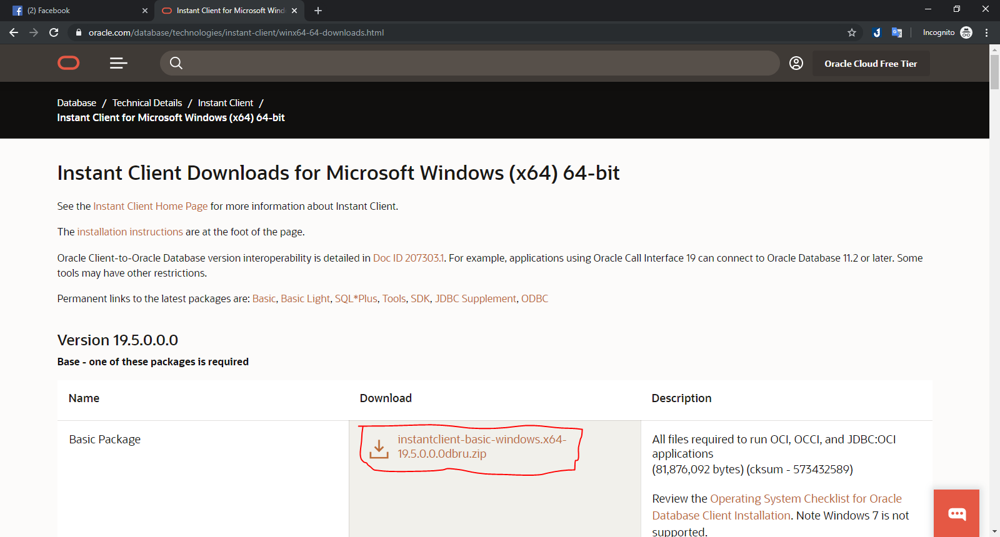 (2) Facebook
Instant Client for Microsoft Wind
oracle.com/database/technologies/instant-client/winx64-64-downloads.html
Incognito
Oracle Cloud Free Tier
Database / Technical Details / Instant Client /
Instant Client for Microsoft Windows (x64) 64-bit
Instant Client Downloads for Microsoft Windows (x64) 64-bit
See the Instant Client Home Page for more information about Instant Client.
The installation instructions are at the foot of the page.
Oracle Client-to-Oracle Database version interoperability is detailed in Doc ID 207303.1. For example, applications using Oracle Call Interface 19 can connect to Oracle Database 11.2 or later. Some
tools may have other restrictions.
Permanent links to the latest packages are: Basic, Basic Light, SQL*Plus, Tools, SDK, JDBC Supplement, ODBC
Version 19.5.0.0.0
Base - one of these packages is required
Name Download Description
Basic Package
instantclient-basic-windows.x64-
19.5.0.0.0dbru.zip
All files required to run OCI, OCCI, and JDBC:OCI
applications
(81,876,092 bytes) (cksum - 573432589)
Review the Operating System Checklist for Oracle
Database Client Installation. Note Windows 7 is not
supported.